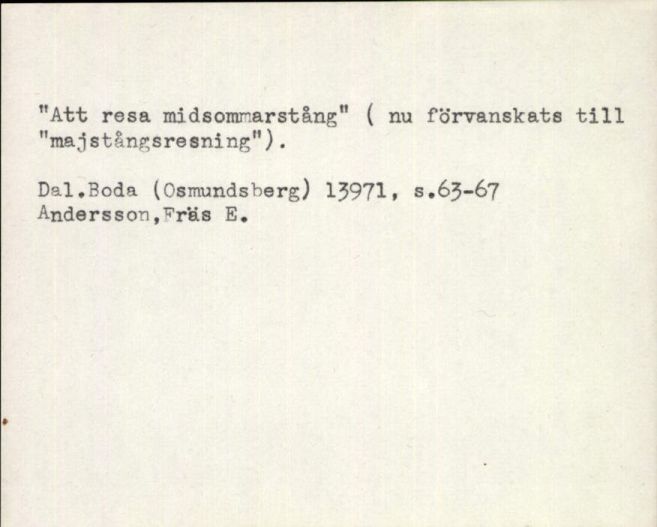 "Att resa midsommarstång" ( nu förvanskats till
"majstångsresning").
Dal.Boda (Osmundsberg) 13971, s.63-67
Andersson,Fräs E.